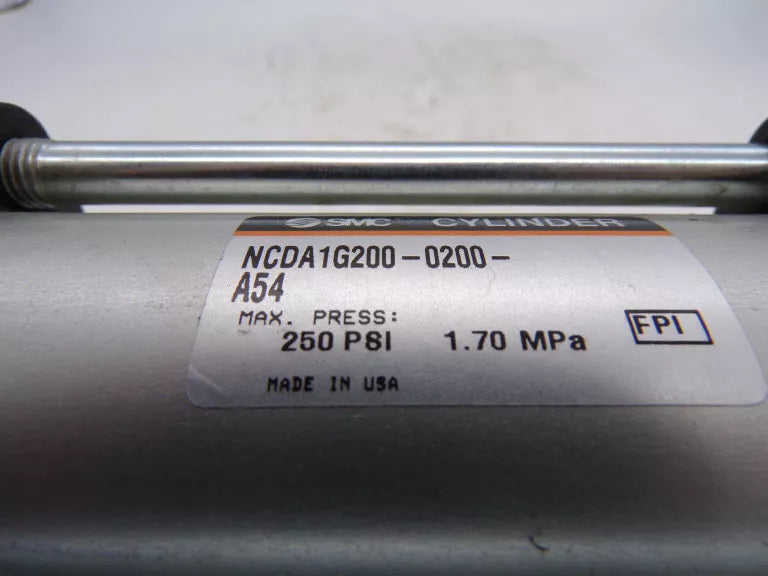 SMC CYLINDER
NCDA1G200-0200-
A54
MAX. PRESS:
250 PSI 1.70 MPa
FPI
MADE IN USA